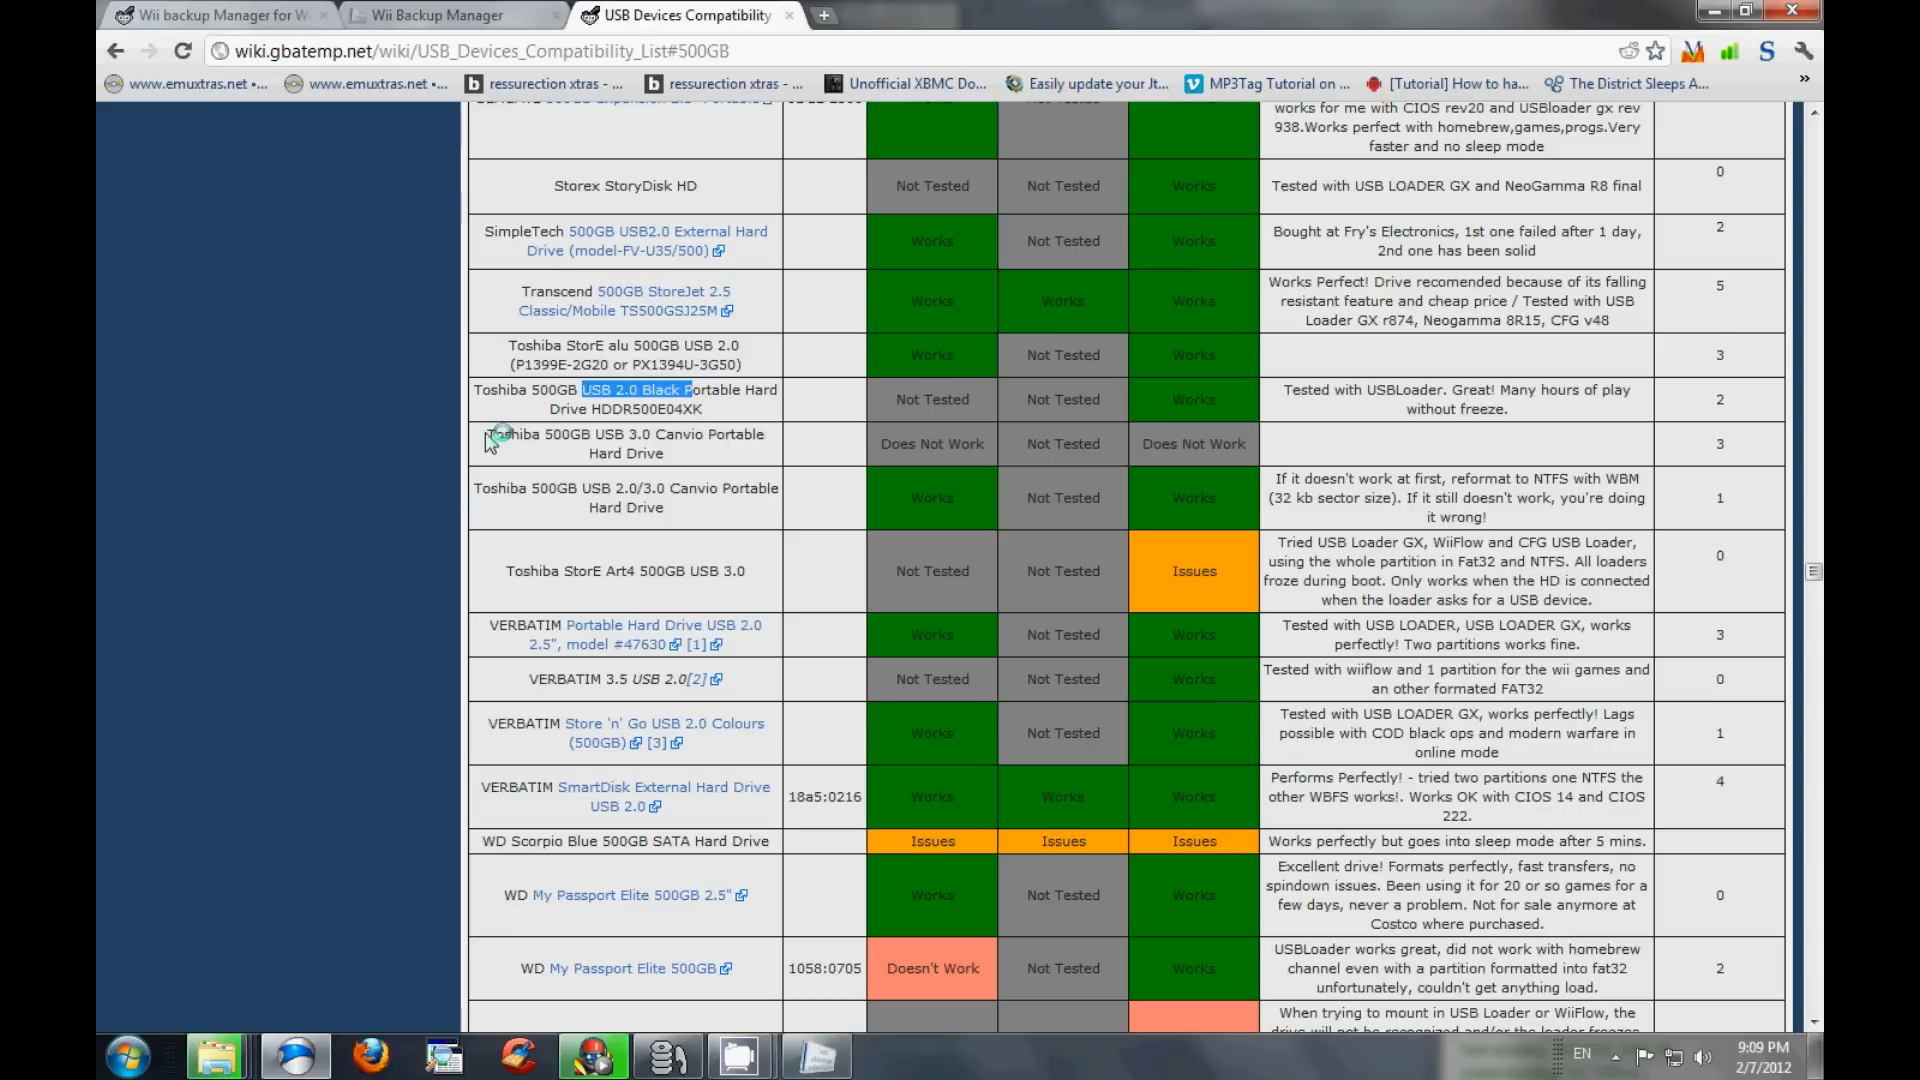 Wii backup Manager for Wi
Wii Backup Manager
USB Devices Compatibility
wiki.gbatemp.net/wiki/USB_Devices_Compatibility_List#500GB
www.emuxtras.net •...
www.emuxtras.net •...
ressurection xtras - ...
ressurection xtras - ...
Unofficial XBMC Do...
Easily update your Jt...
MP3Tag Tutorial on ...
[Tutorial] How to ha...
The District Sleeps A...
»
works for me with CIOS rev20 and USBloader gx rev
938.Works perfect with homebrew,games,progs.Very
faster and no sleep mode
Storex StoryDisk HD
Not Tested
Not Tested
Works
Tested with USB LOADER GX and NeoGamma R8 final
0
SimpleTech 500GB USB2.0 External Hard
Drive (model-FV-U35/500)
Works
Not Tested
Works
Bought at Fry's Electronics, 1st one failed after 1 day,
2nd one has been solid
2
Transcend 500GB StoreJet 2.5
Classic/Mobile TS500GSJ25M
Works
Works
Works
Works Perfect! Drive recomended because of its falling
resistant feature and cheap price / Tested with USB
Loader GX r874, Neogamma 8R15, CFG v48
5
Toshiba StorE alu 500GB USB 2.0
(P1399E-2G20 or PX1394U-3G50)
Works
Not Tested
Works
3
Toshiba 500GB USB 2.0 Black Portable Hard
Drive HDDR500E04XK
Not Tested
Not Tested
Works
Tested with USBLoader. Great! Many hours of play
without freeze.
2
Toshiba 500GB USB 3.0 Canvio Portable
Hard Drive
Does Not Work
Not Tested
Does Not Work
3
Toshiba 500GB USB 2.0/3.0 Canvio Portable
Hard Drive
Works
Not Tested
Works
If it doesn't work at first, reformat to NTFS with WBM
(32 kb sector size). If it still doesn't work, you're doing
it wrong!
1
Toshiba StorE Art4 500GB USB 3.0
Not Tested
Not Tested
Issues
Tried USB Loader GX, WiiFlow and CFG USB Loader,
using the whole partition in Fat32 and NTFS. All loaders
froze during boot. Only works when the HD is connected
when the loader asks for a USB device.
0
VERBATIM Portable Hard Drive USB 2.0
2.5", model #47630 [1]
Works
Not Tested
Works
Tested with USB LOADER, USB LOADER GX, works
perfectly! Two partitions works fine.
3
VERBATIM 3.5 USB 2.0[2]
Not Tested
Not Tested
Works
Tested with wiiflow and 1 partition for the wii games and
an other formated FAT32
0
VERBATIM Store 'n' Go USB 2.0 Colours
(500GB) [3]
Works
Not Tested
Works
Tested with USB LOADER GX, works perfectly! Lags
possible with COD black ops and modern warfare in
online mode
1
VERBATIM SmartDisk External Hard Drive
USB 2.0
18a5:0216
Works
Works
Works
Performs Perfectly! - tried two partitions one NTFS the
other WBFS works!. Works OK with CIOS 14 and CIOS
222.
4
WD Scorpio Blue 500GB SATA Hard Drive
Issues
Issues
Issues
Works perfectly but goes into sleep mode after 5 mins.
WD My Passport Elite 500GB 2.5"
Works
Not Tested
Works
Excellent drive! Formats perfectly, fast transfers, no
spindown issues. Been using it for 20 or so games for a
few days, never a problem. Not for sale anymore at
Costco where purchased.
0
WD My Passport Elite 500GB
1058:0705
Doesn't Work
Not Tested
Works
USBLoader works great, did not work with homebrew
channel even with a partition formatted into fat32
unfortunately, couldn't get anything load.
2
When trying to mount in USB Loader or WiiFlow, the
EN
9:09 PM
2/7/2012